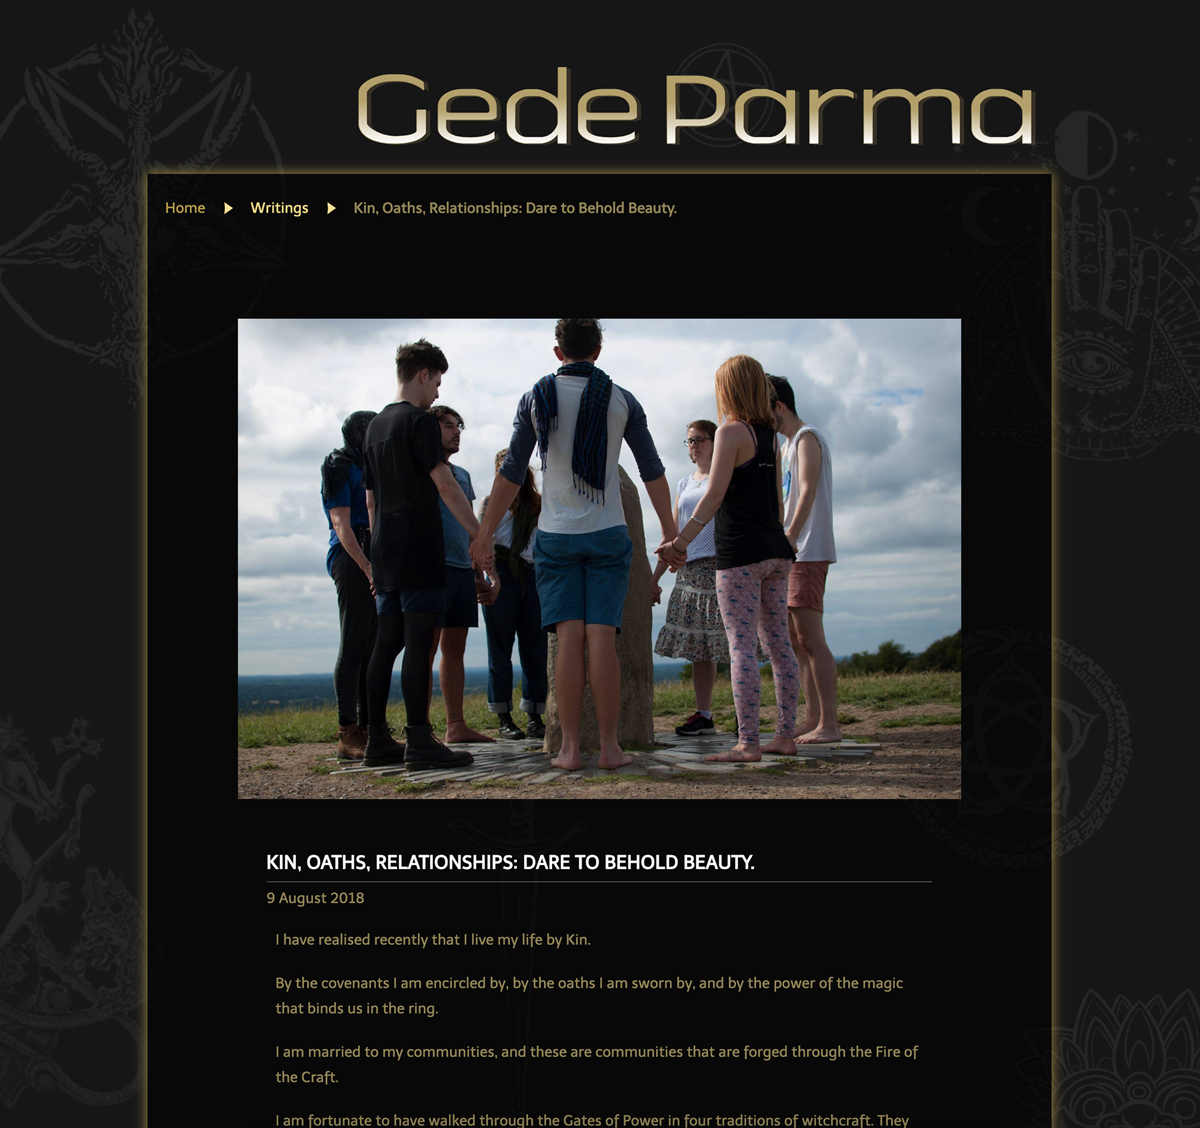 Gede Parma
Home Writings Kin, Oaths, Relationships: Dare to Behold Beauty.
KIN, OATHS, RELATIONSHIPS: DARE TO BEHOLD BEAUTY.
9 August 2018
I have realised recently that I live my life by Kin.
By the covenants I am encircled by, by the oaths I am sworn by, and by the power of the magic
that binds us in the ring.
I am married to my communities, and these are communities that are forged through the Fire of
the Craft.
I am fortunate to have walked through the Gates of Power in four traditions of witchcraft. They